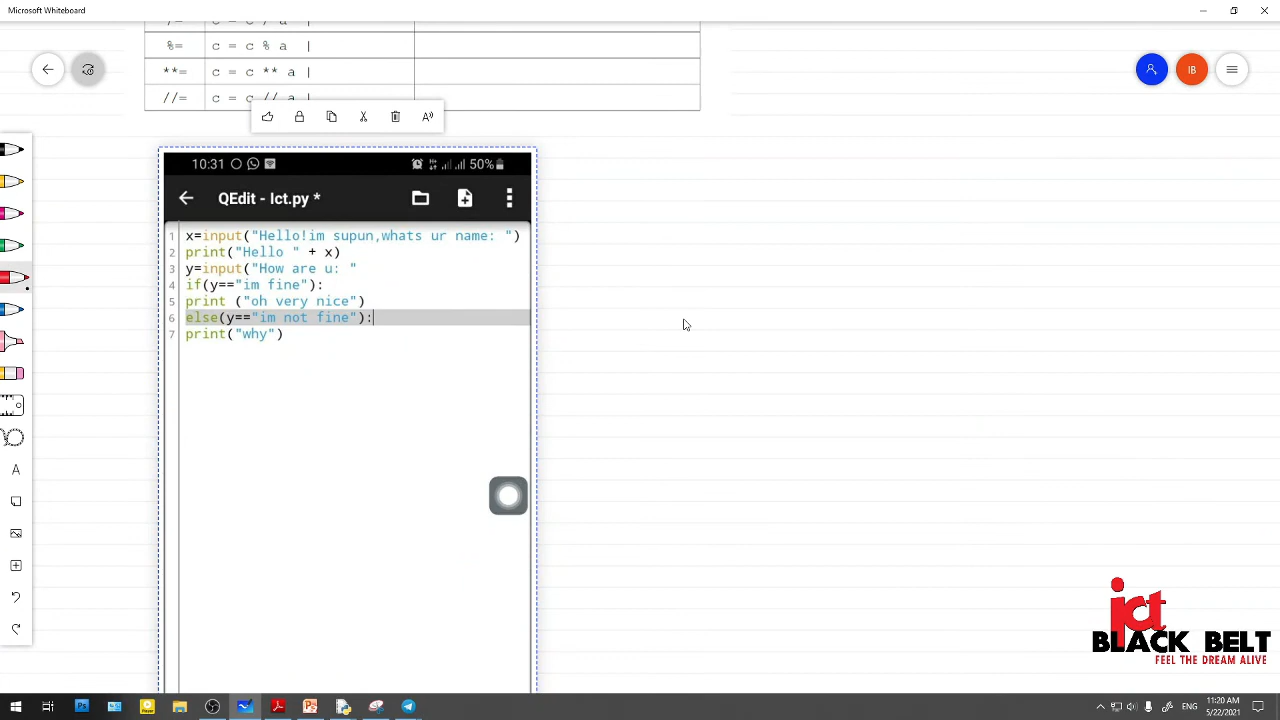 Microsoft Whiteboard
%= c = c % a |
**= c = c ** a |
//= c = c // a |
IB
10:31 50%
QEdit - Ict.py *
1 x=input("Hello!im supun,whats ur name: ")
2 print("Hello " + x)
3 y=input("How are u: "
4 if(y=="im fine"):
5 print ("oh very nice")
6 else(y=="im not fine"):
7 print("why")
ict
BLACK BELT
FEEL THE DREAM ALIVE
ENG
11:20 AM
5/22/2021